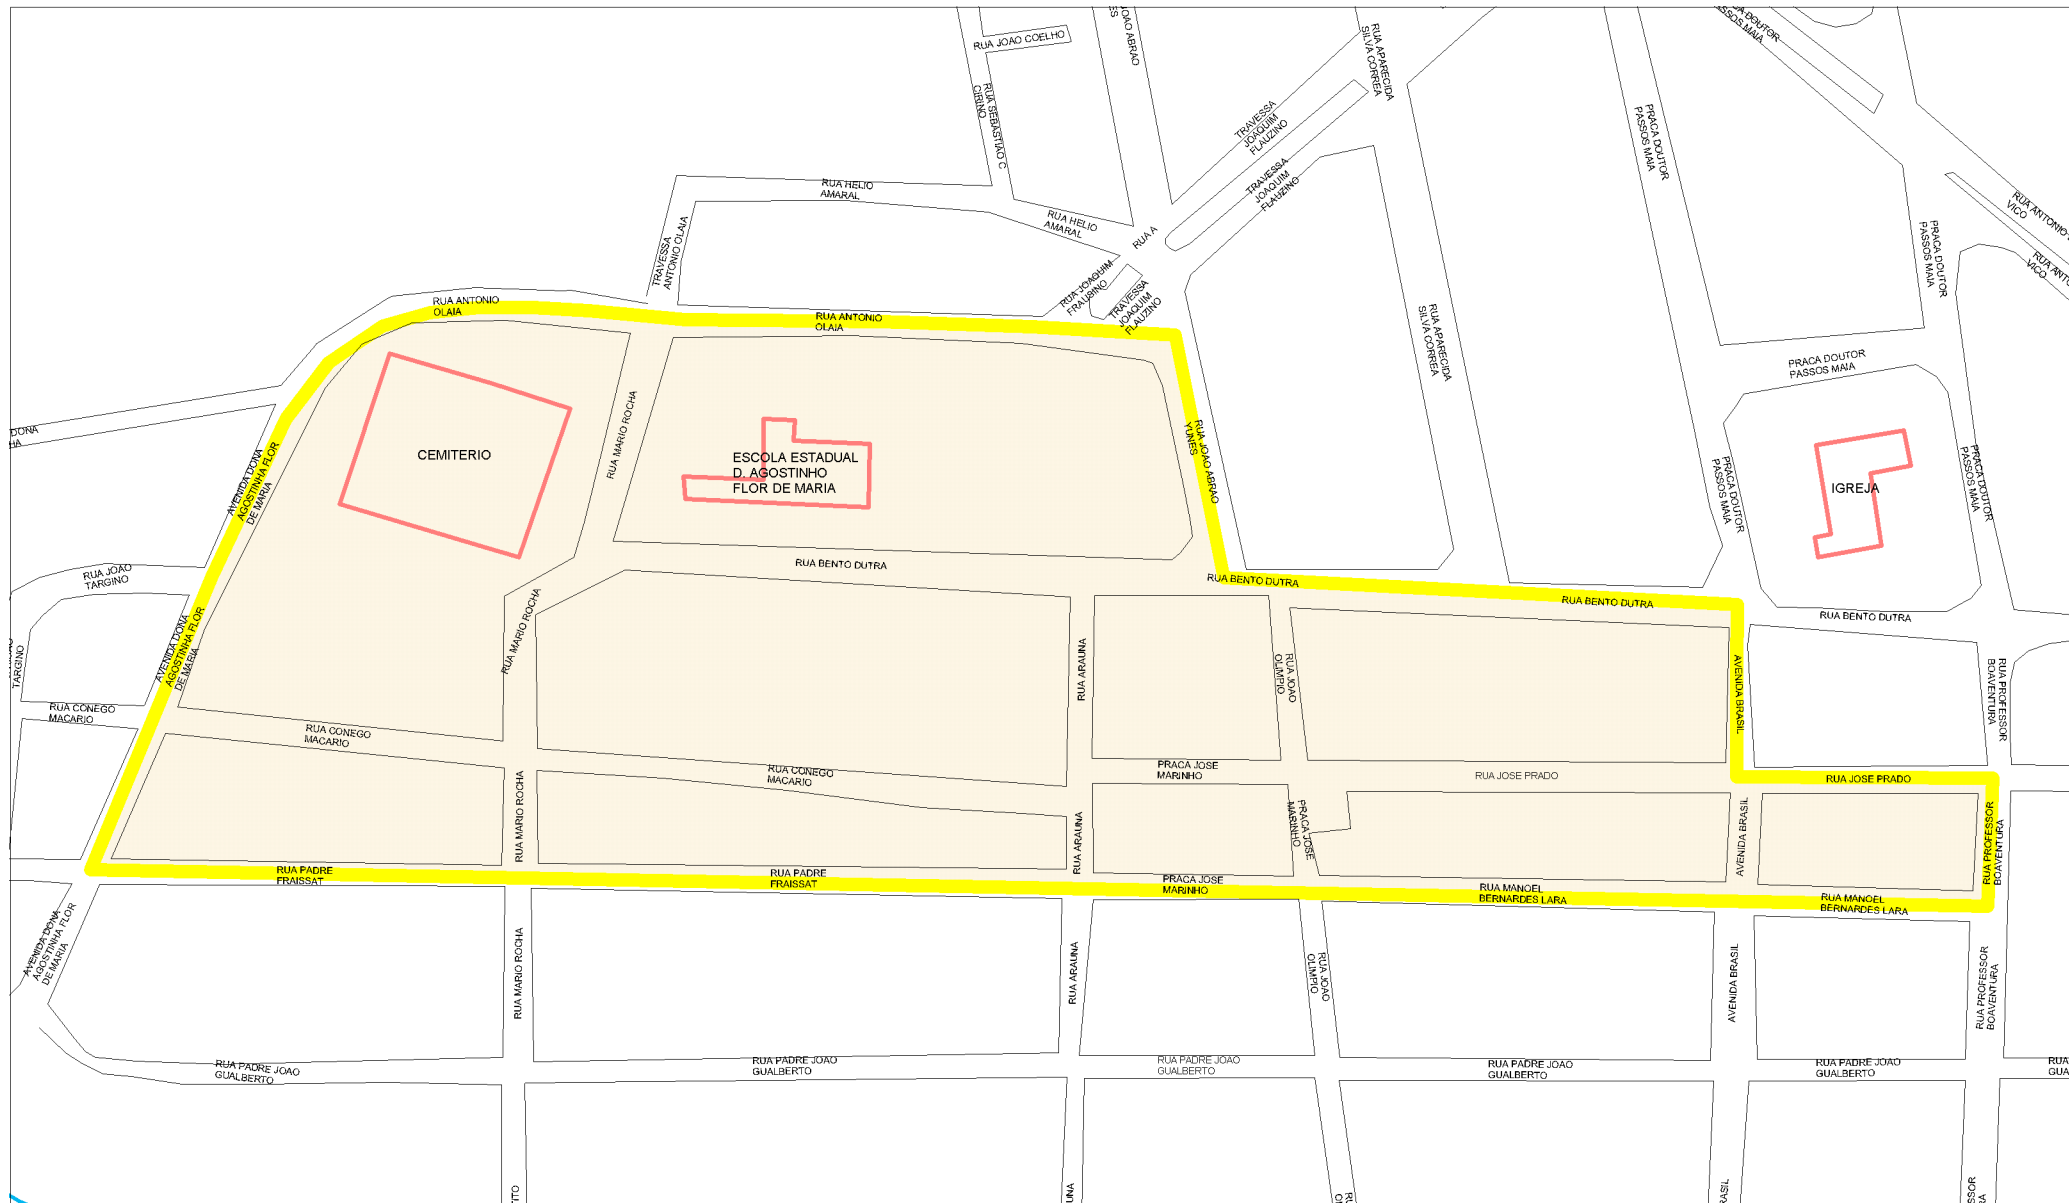 RUA JOAO COELHO
JOAO ABRAO
RUA APARECIDA
SILVA CORREA
RUA SEBASTIAO C
CIRINO
TRAVESSA
JOAQUIM
FLAUZINO
TRAVESSA
JOAQUIM
FLAUZINO
PRACA DOUTOR
PASSOS MAIA
RUA HELIO
AMARAL
RUA HELIO
AMARAL
RUA A
TRAVESSA
ANTONIO OLAIA
RUA JOAQUIM
FRAUSINO
TRAVESSA
JOAQUIM
FLAUZINO
RUA ANTONIO
VICO
PRACA DOUTOR
PASSOS MAIA
VICO
RUA ANTONIO
OLAIA
RUA ANTONIO
OLAIA
RUA APARECIDA
SILVA CORREA
PRACA DOUTOR
PASSOS MAIA
DONA
RUA MARIO ROCHA
CEMITERIO
ESCOLA ESTADUAL
D. AGOSTINHO
FLOR DE MARIA
RUA JOAO ABRAO
YUNES
PRACA DOUTOR
PASSOS MAIA
IGREJA
PRACA DOUTOR
PASSOS MAIA
AVENIDA DONA
AGOSTINHA FLOR
DE MARIA
RUA JOAO
TARGINO
RUA BENTO DUTRA
RUA BENTO DUTRA
RUA BENTO DUTRA
RUA BENTO DUTRA
TARGINO
AVENIDA DONA
AGOSTINHA FLOR
DE MARIA
RUA MARIO ROCHA
RUA ARAUNA
RUA JOAO
OLIMPIO
AVENIDA BRASIL
RUA PROFESSOR
BOAVENTURA
RUA CONEGO
MACARIO
RUA CONEGO
MACARIO
RUA CONEGO
MACARIO
PRACA JOSE
MARINHO
RUA JOSE PRADO
RUA JOSE PRADO
RUA MARIO ROCHA
RUA ARAUNA
PRACA JOSE
MARINHO
AVENIDA BRASIL
RUA PROFESSOR
BOAVENTURA
RUA PADRE
FRAISSAT
RUA PADRE
FRAISSAT
PRACA JOSE
MARINHO
RUA MANOEL
BERNARDES LARA
RUA MANOEL
BERNARDES LARA
AVENIDA DONA
AGOSTINHA FLOR
DE MARIA
RUA MARIO ROCHA
RUA ARAUNA
RUA JOAO
OLIMPIO
AVENIDA BRASIL
RUA PROFESSOR
BOAVENTURA
RUA PADRE JOAO
GUALBERTO
RUA PADRE JOAO
GUALBERTO
RUA PADRE JOAO
GUALBERTO
RUA PADRE JOAO
GUALBERTO
RUA PADRE JOAO
GUALBERTO
RUA
GUA